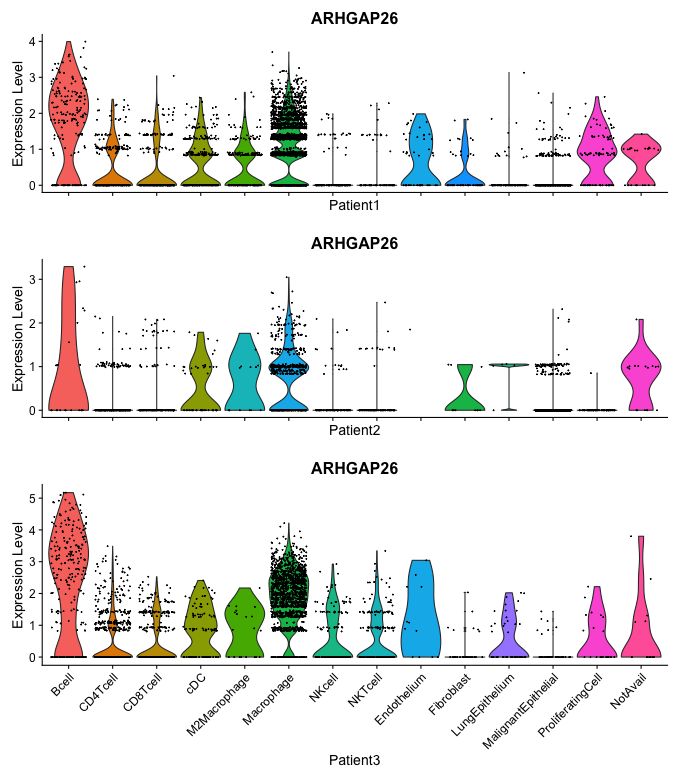 ARHGAP26
Expression Level
4
3
2
1
0
Patient1
ARHGAP26
Expression Level
3
2
1
0
Patient2
ARHGAP26
Expression Level
5
4
3
2
1
0
Bcell
CD4Tcell
CD8Tcell
cDC
M2Macrophage
Macrophage
NKcell
NKTcell
Endothelium
Fibroblast
LungEpithelium
MalignantEpithelial
ProliferatingCell
NotAvail
Patient3